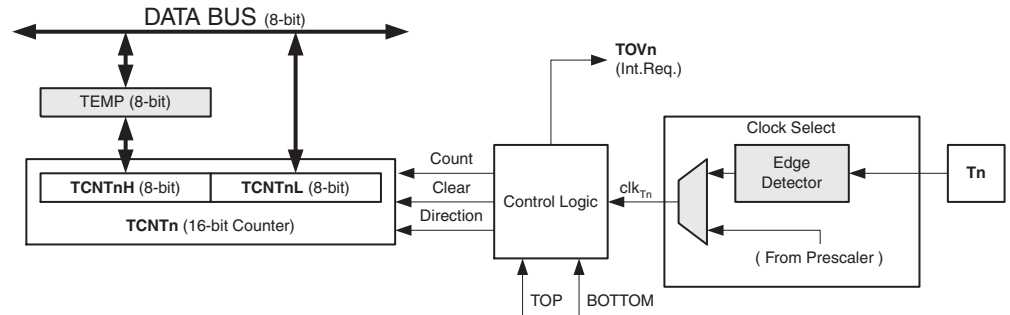 DATA BUS (8-bit)
TOVn
(Int.Req.)
TEMP (8-bit)
Clock Select
Count
Edge
Detector
TCNTnH (8-bit)
TCNTnL (8-bit)
Clear
Control Logic
clkTn
Tn
TCNTn (16-bit Counter)
Direction
( From Prescaler )
TOP
BOTTOM